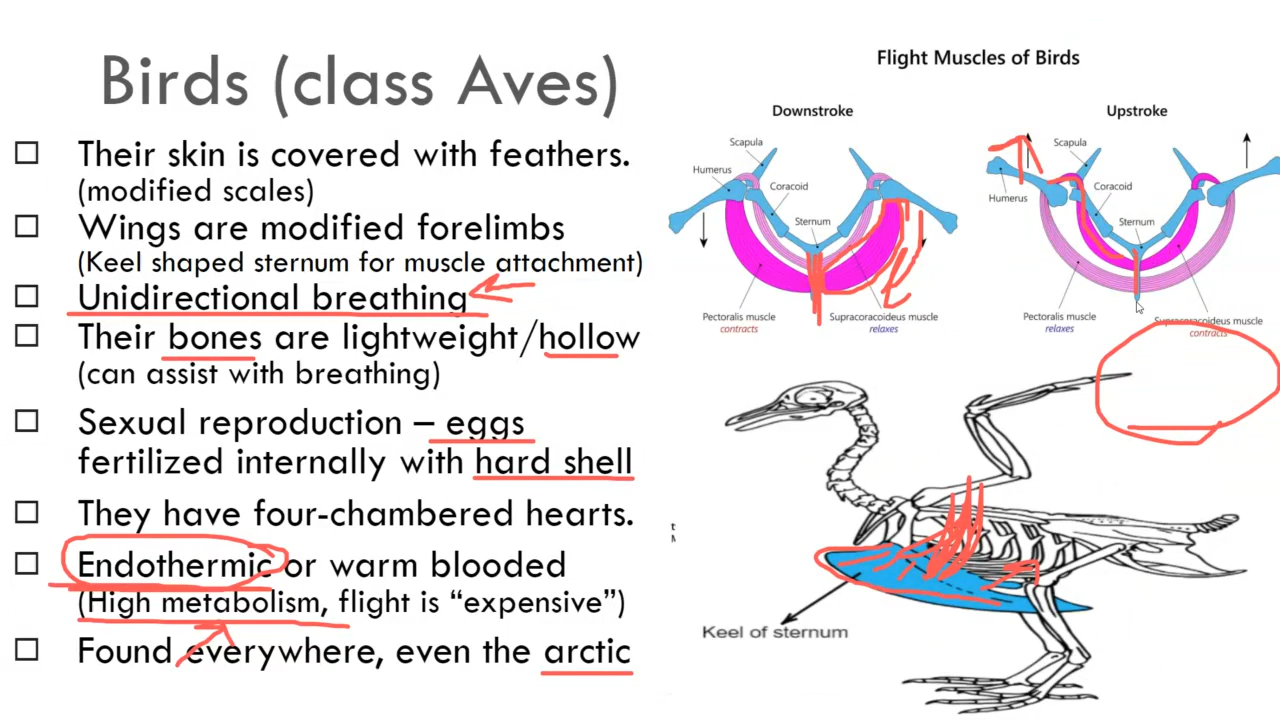 Birds (class Aves)
Their skin is covered with feathers.
(modified scales)
Wings are modified forelimbs
(Keel shaped sternum for muscle attachment)
Unidirectional breathing
Their bones are lightweight/hollow
(can assist with breathing)
Sexual reproduction – eggs
fertilized internally with hard shell
They have four-chambered hearts.
Endothermic or warm blooded
(High metabolism, flight is “expensive”)
Found everywhere, even the arctic
Flight Muscles of Birds
Downstroke
Scapula
Humerus
Coracoid
Sternum
Pectoralis muscle
contracts
Supracoracoideus muscle
relaxes
Upstroke
Scapula
Humerus
Coracoid
Sternum
Pectoralis muscle
relaxes
Supracoracoideus muscle
contracts
Keel of sternum